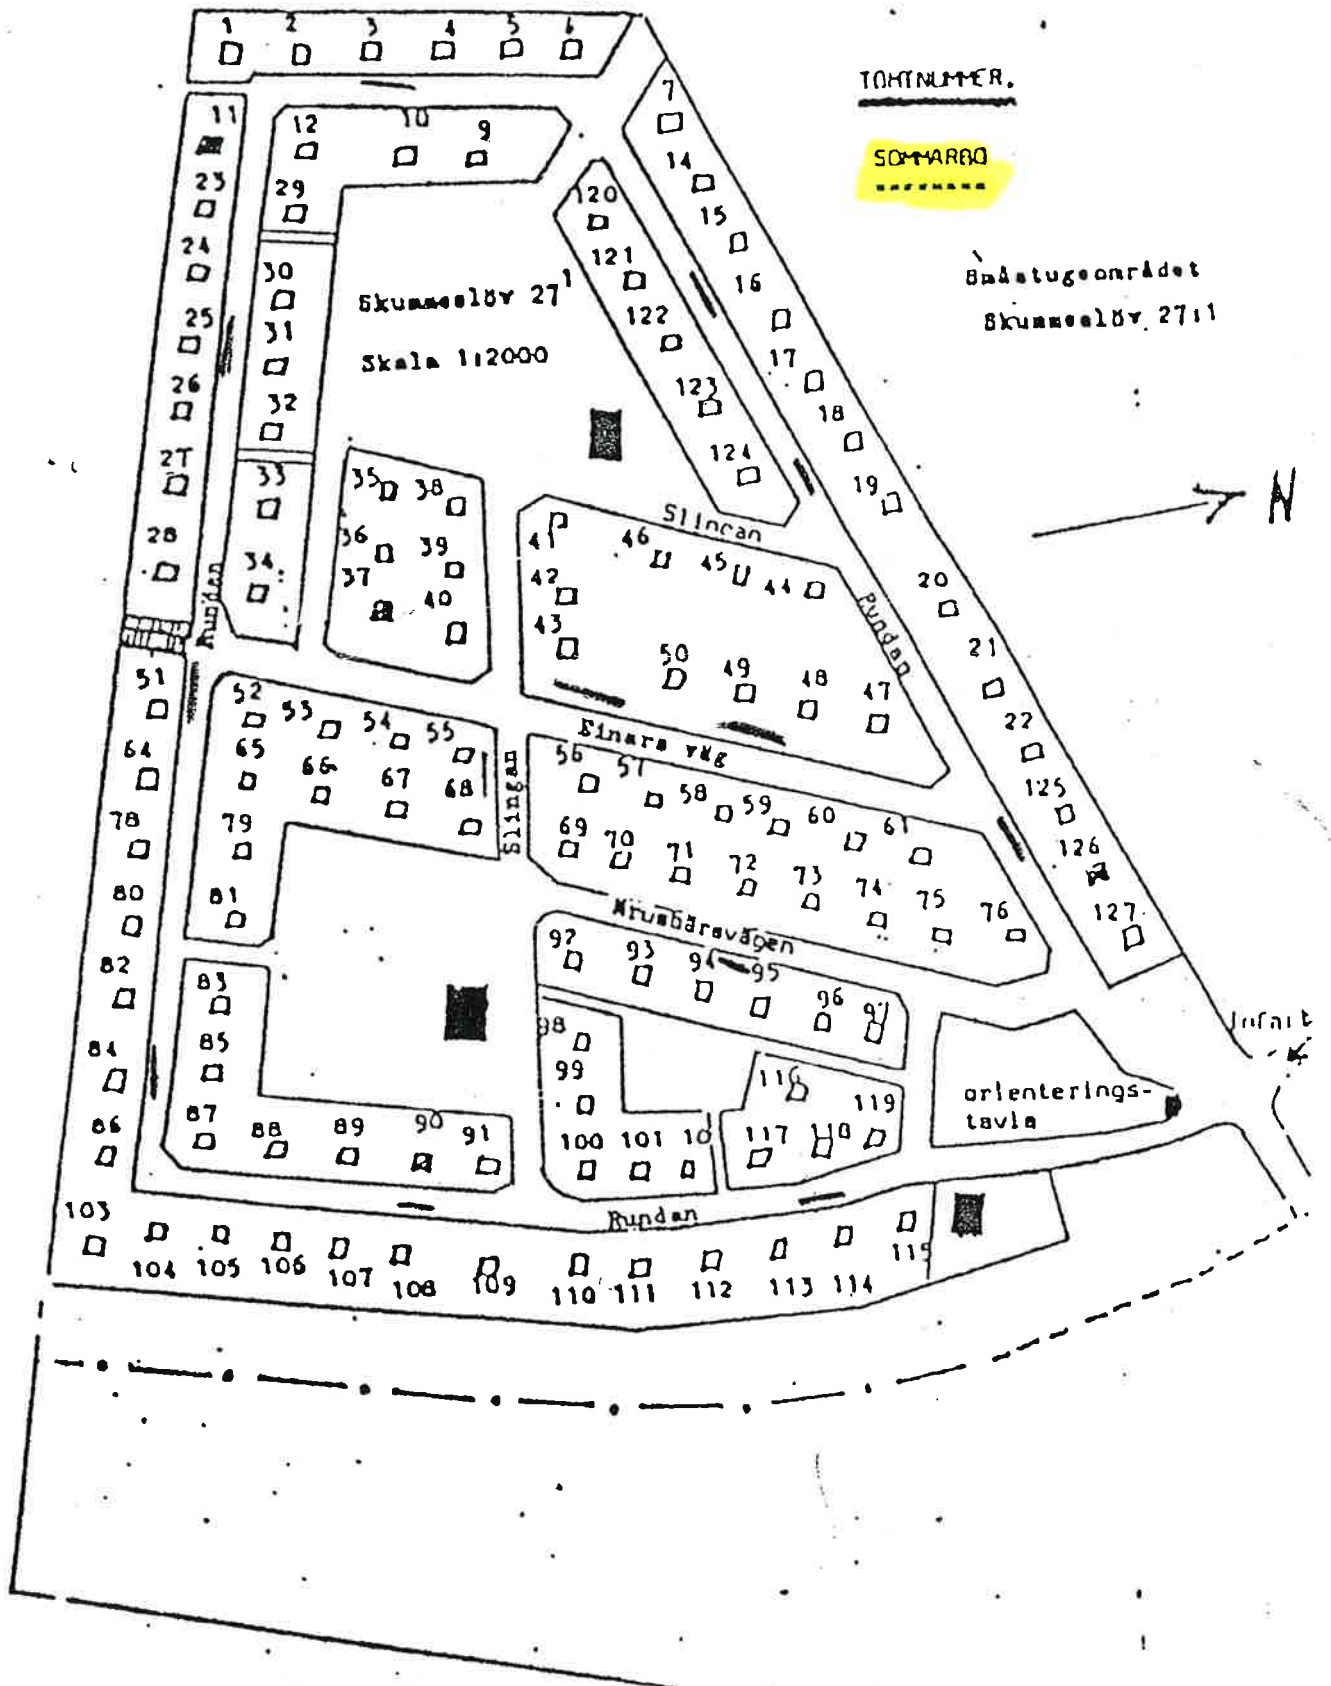 1 2 3 4 5 6
TOMTNUMMER.
7
11 12 10 9
SOMMARBO
14
23 29 120
15
24 30 121 16
Småstugeområdet
Skummeslöv 27:1
Skummeslöv 27 1
25 31 122
Skala 1:2000
17
26 32 123 18
27 33 124
35 38 19
N
Slingan
28 34 36 39 41 46 45 44
37 40 42 20
Rundan
Rundan
43 21
51 52 53 54 55 50 49 48 47
22
Einars väg
64 65 66 67 68 56 57 58 59 60 61 125
Slingan
78 79 69 70 71 72 73 74 75 76 126
80 81 127
Krusbärsvägen
82 83 92 93 94 95 96 97
Infart
84 85 98
99 116 119
orienterings-
tavla
86 87 88 89 90 91 100 101 10 117 118
103 Rundan
104 105 106 107 108 109 110 111 112 113 114 115